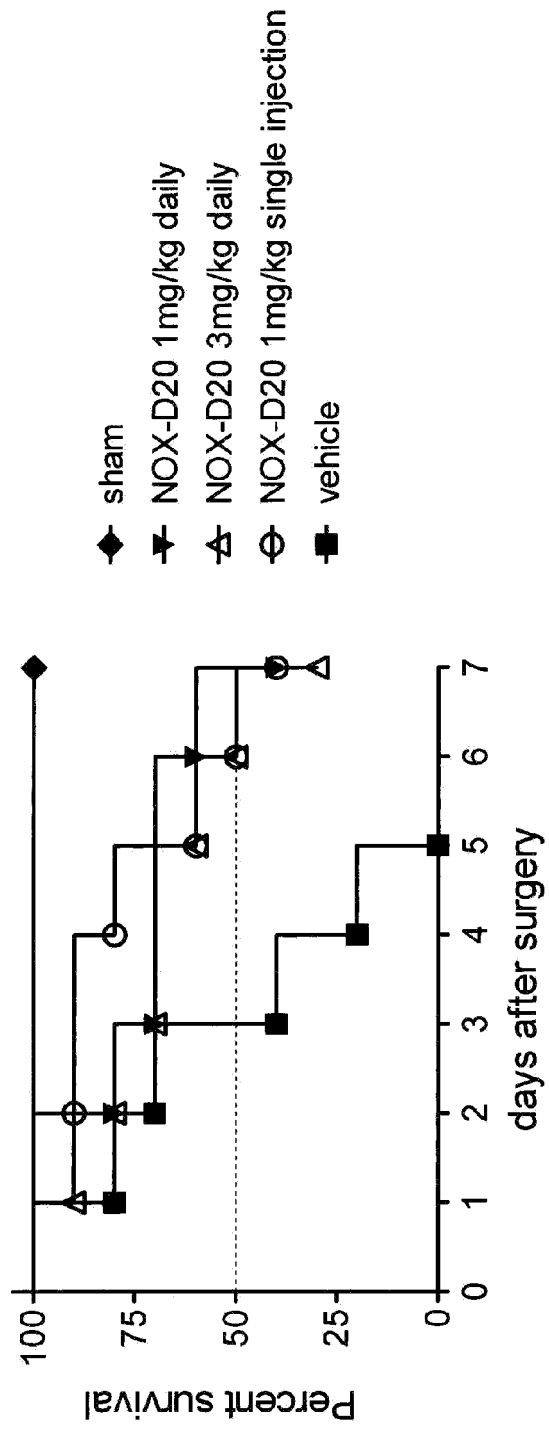 Percent survival
100
75
50
25
0
0 1 2 3 4 5 6 7
days after surgery
sham
NOX-D20 1mg/kg daily
NOX-D20 3mg/kg daily
NOX-D20 1mg/kg single injection
vehicle